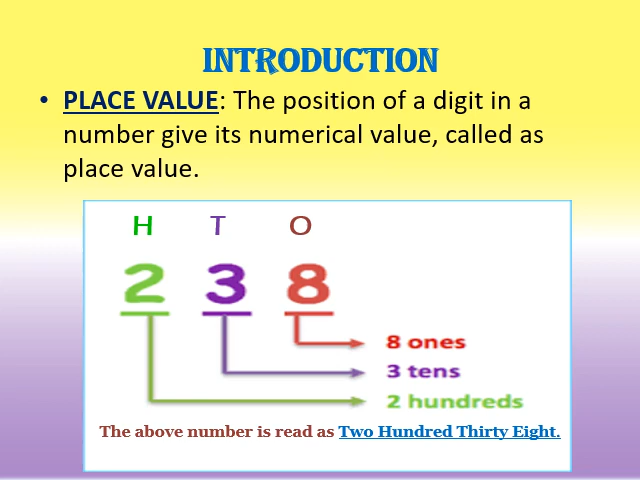 INTRODUCTION
• PLACE VALUE: The position of a digit in a
number give its numerical value, called as
place value.
H T O
2 3 8
8 ones
3 tens
2 hundreds
The above number is read as Two Hundred Thirty Eight.